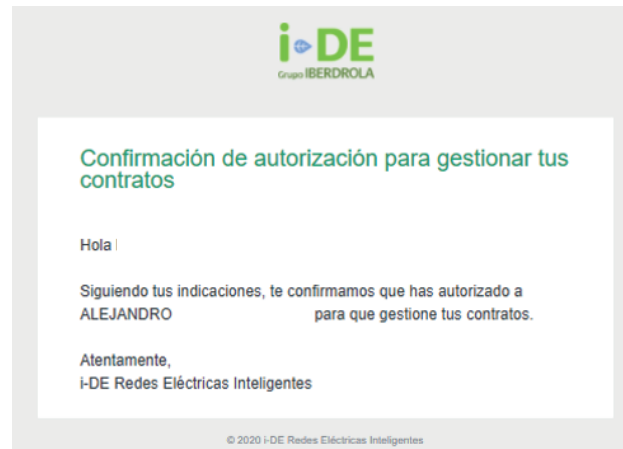 i-DE
Grupo IBERDROLA
Confirmación de autorización para gestionar tus
contratos
Hola
Siguiendo tus indicaciones, te confirmamos que has autorizado a
ALEJANDRO para que gestione tus contratos.
Atentamente,
i-DE Redes Eléctricas Inteligentes
© 2020 i-DE Redes Eléctricas Inteligentes